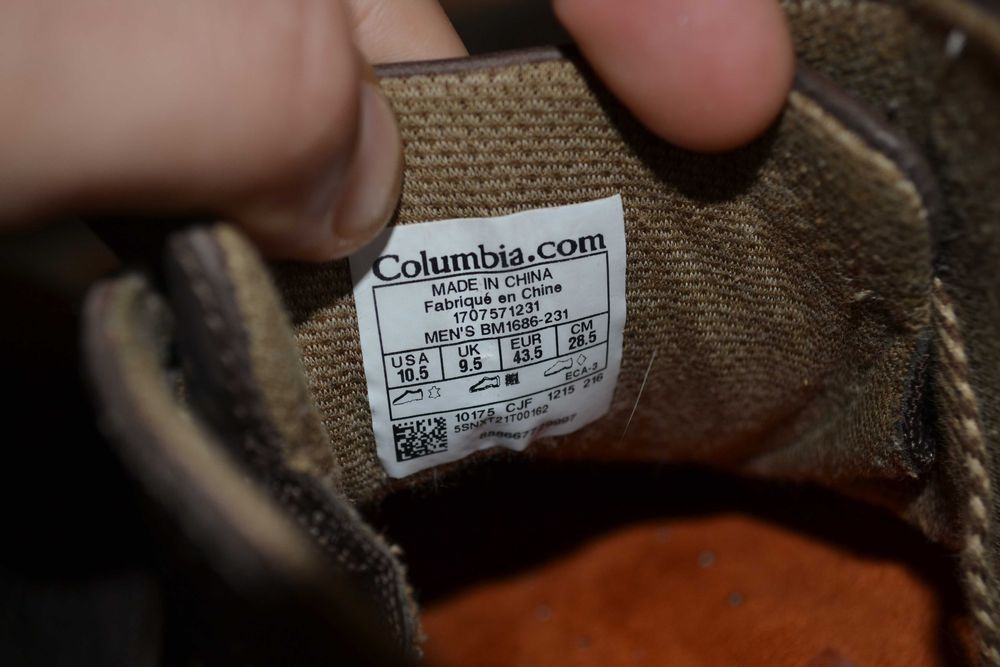 Columbia.com
MADE IN CHINA
Fabriqué en Chine
1707571231
MEN'S BM1686-231
USA UK EUR CM
10.5 9.5 43.5 28.5
ECA-3
10175 CJF 1215 216
5SNXT21T00162